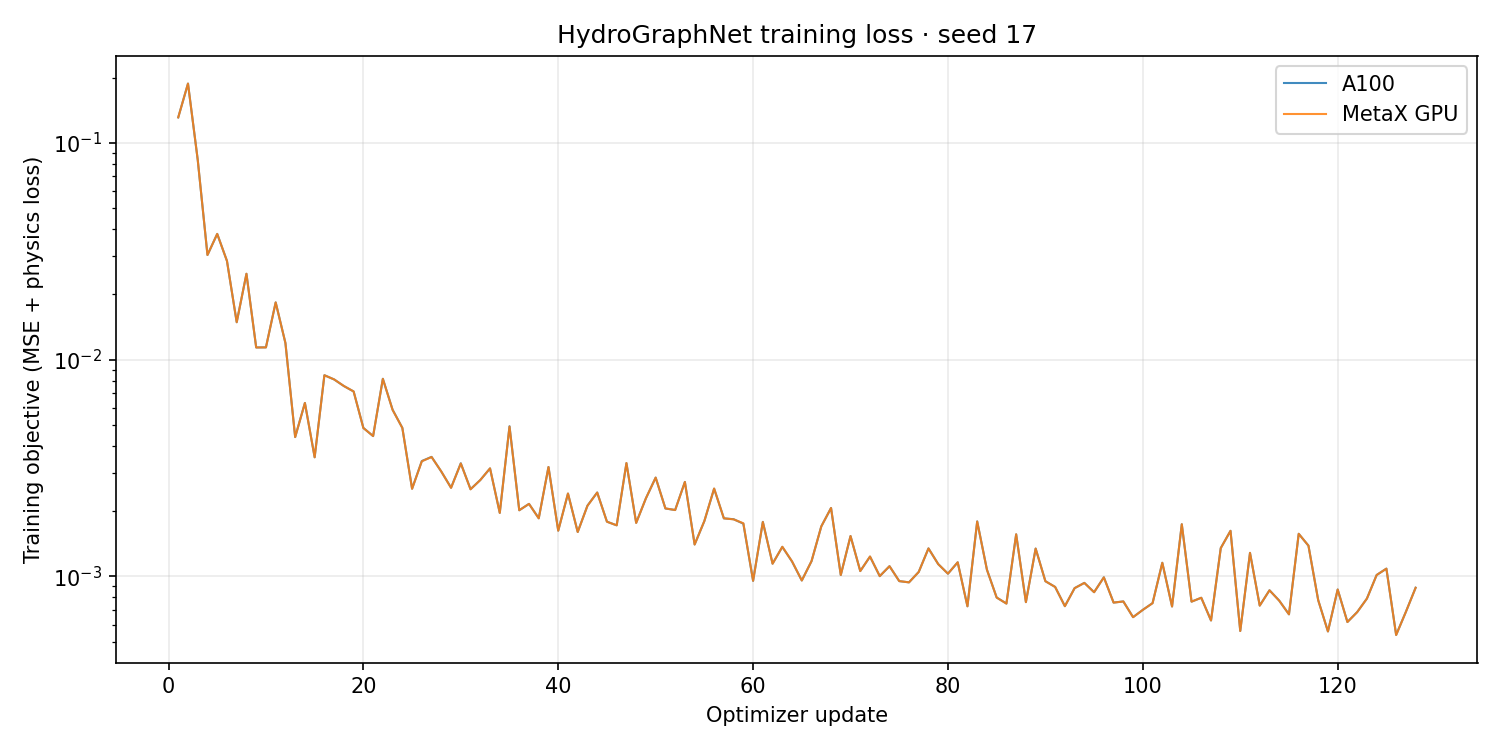 HydroGraphNet training loss · seed 17
A100
MetaX GPU
Training objective (MSE + physics loss)
10⁻¹
10⁻²
10⁻³
0 20 40 60 80 100 120
Optimizer update